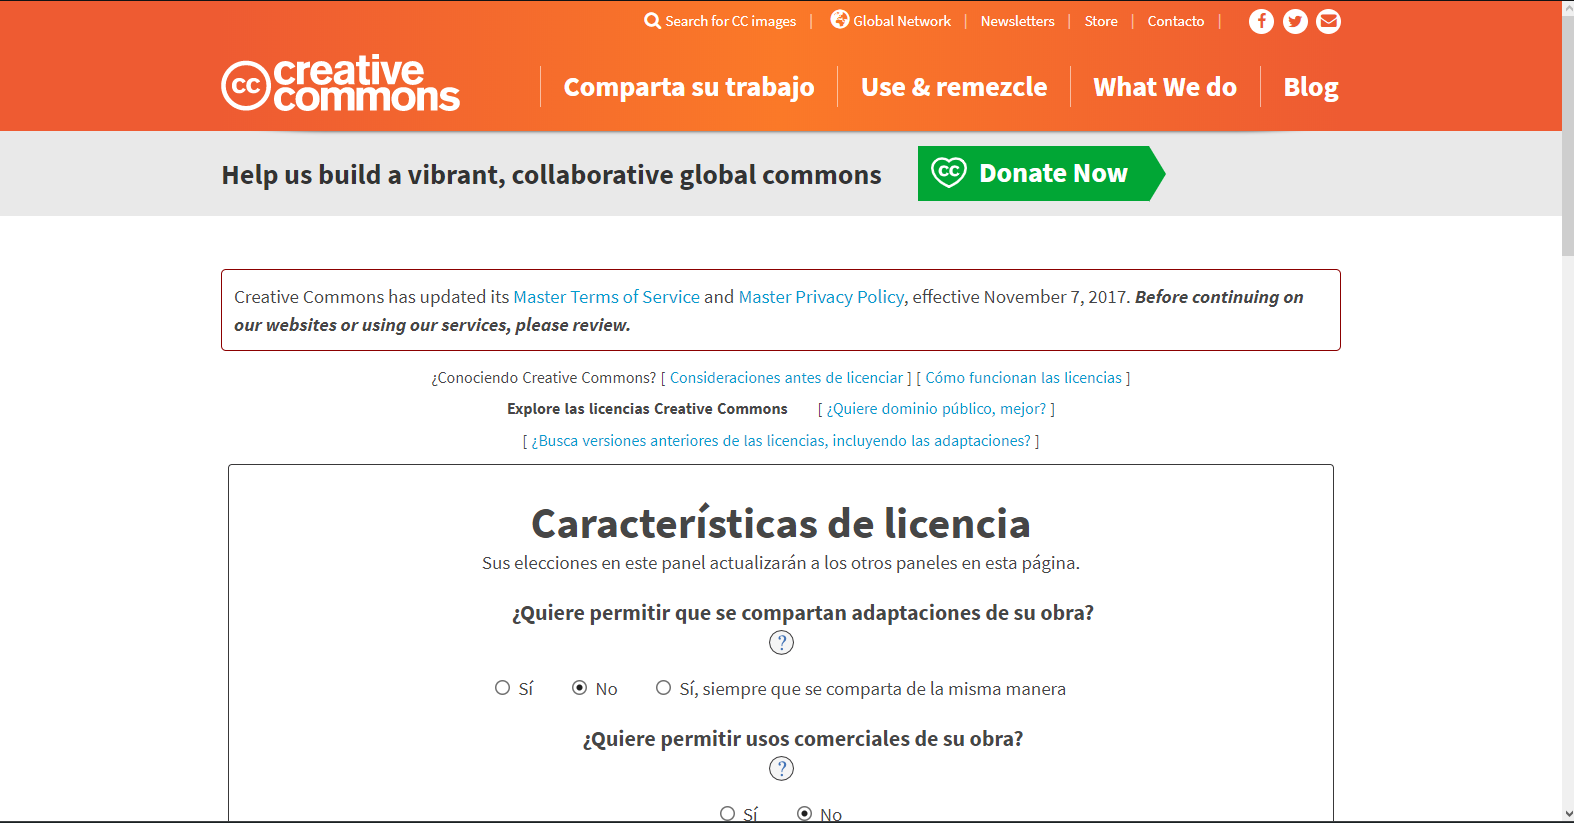 Search for CC images | Global Network | Newsletters | Store | Contacto |
cc creative commons
Comparta su trabajo | Use & remezcle | What We do | Blog
Help us build a vibrant, collaborative global commons
cc Donate Now
Creative Commons has updated its Master Terms of Service and Master Privacy Policy, effective November 7, 2017. Before continuing on
our websites or using our services, please review.
¿Conociendo Creative Commons? [ Consideraciones antes de licenciar ] [ Cómo funcionan las licencias ]
Explore las licencias Creative Commons [ ¿Quiere dominio público, mejor? ]
[ ¿Busca versiones anteriores de las licencias, incluyendo las adaptaciones? ]
Características de licencia
Sus elecciones en este panel actualizarán a los otros paneles en esta página.
¿Quiere permitir que se compartan adaptaciones de su obra?
?
Sí No Sí, siempre que se comparta de la misma manera
¿Quiere permitir usos comerciales de su obra?
?
Sí No